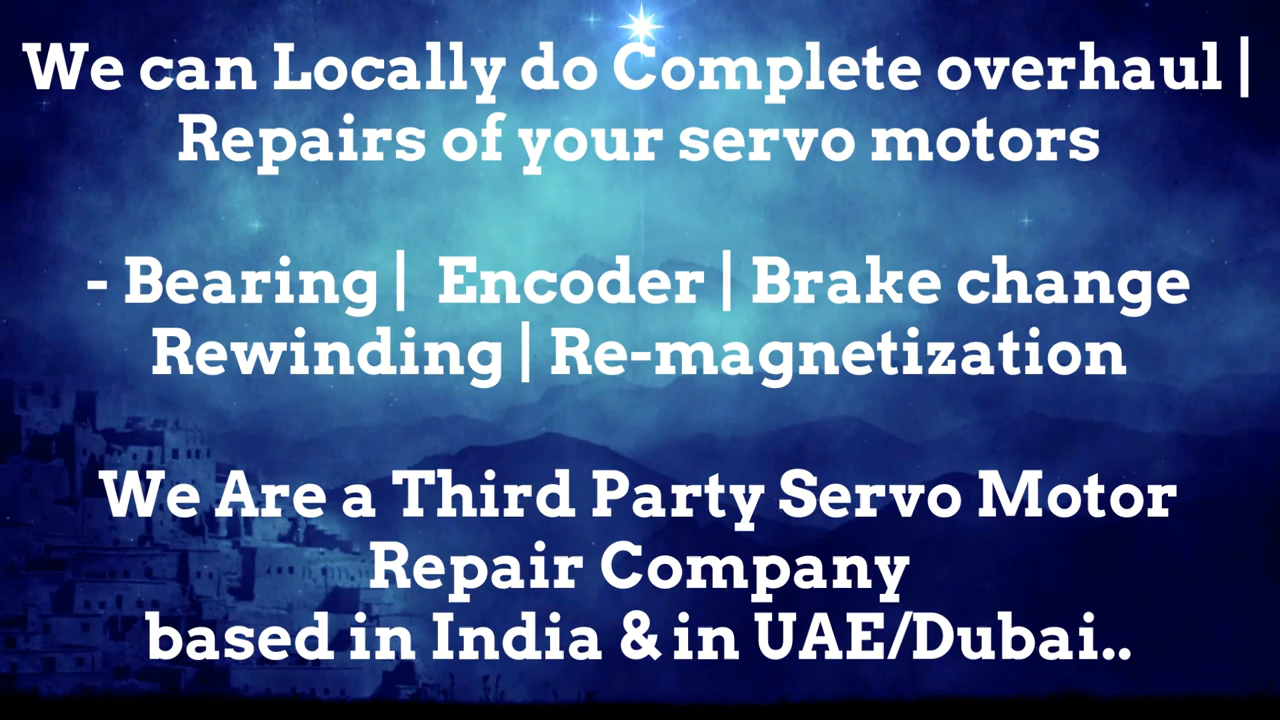 We can Locally do Complete overhaul |
Repairs of your servo motors
- Bearing | Encoder | Brake change
Rewinding | Re-magnetization
We Are a Third Party Servo Motor
Repair Company
based in India & in UAE/Dubai..